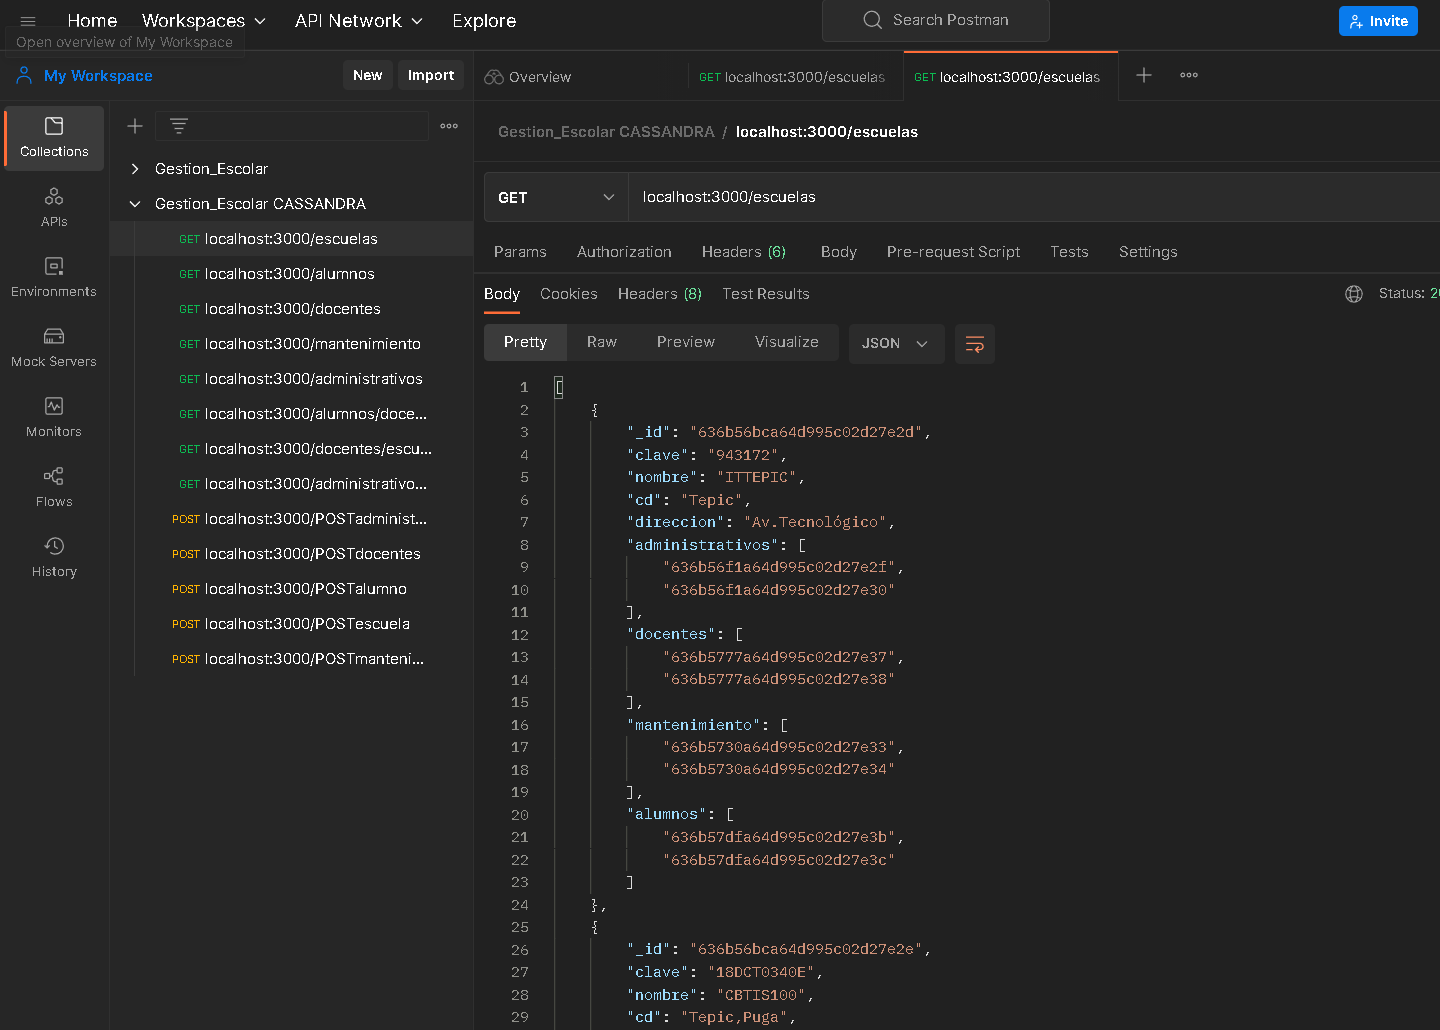 Home Workspaces API Network Explore Search Postman Invite
Open overview of My Workspace
My Workspace New Import Overview GET localhost:3000/escuelas GET localhost:3000/escuelas
Collections
APIs
Environments
Mock Servers
Monitors
Flows
History
Gestion_Escolar
Gestion_Escolar CASSANDRA
GET localhost:3000/escuelas
GET localhost:3000/alumnos
GET localhost:3000/docentes
GET localhost:3000/mantenimiento
GET localhost:3000/administrativos
GET localhost:3000/alumnos/doce...
GET localhost:3000/docentes/escu...
GET localhost:3000/administrativo...
POST localhost:3000/POSTadminist...
POST localhost:3000/POSTdocentes
POST localhost:3000/POSTalumno
POST localhost:3000/POSTescuela
POST localhost:3000/POSTmanteni...
Gestion_Escolar CASSANDRA / localhost:3000/escuelas
GET localhost:3000/escuelas
Params Authorization Headers (6) Body Pre-request Script Tests Settings
Body Cookies Headers (8) Test Results Status: 2
Pretty Raw Preview Visualize JSON
1 [
2 {
3 "_id": "636b56bca64d995c02d27e2d",
4 "clave": "943172",
5 "nombre": "ITTEPIC",
6 "cd": "Tepic",
7 "direccion": "Av.Tecnológico",
8 "administrativos": [
9 "636b56f1a64d995c02d27e2f",
10 "636b56f1a64d995c02d27e30"
11 ],
12 "docentes": [
13 "636b5777a64d995c02d27e37",
14 "636b5777a64d995c02d27e38"
15 ],
16 "mantenimiento": [
17 "636b5730a64d995c02d27e33",
18 "636b5730a64d995c02d27e34"
19 ],
20 "alumnos": [
21 "636b57dfa64d995c02d27e3b",
22 "636b57dfa64d995c02d27e3c"
23 ]
24 },
25 {
26 "_id": "636b56bca64d995c02d27e2e",
27 "clave": "18DCT0340E",
28 "nombre": "CBTIS100",
29 "cd": "Tepic,Puga",